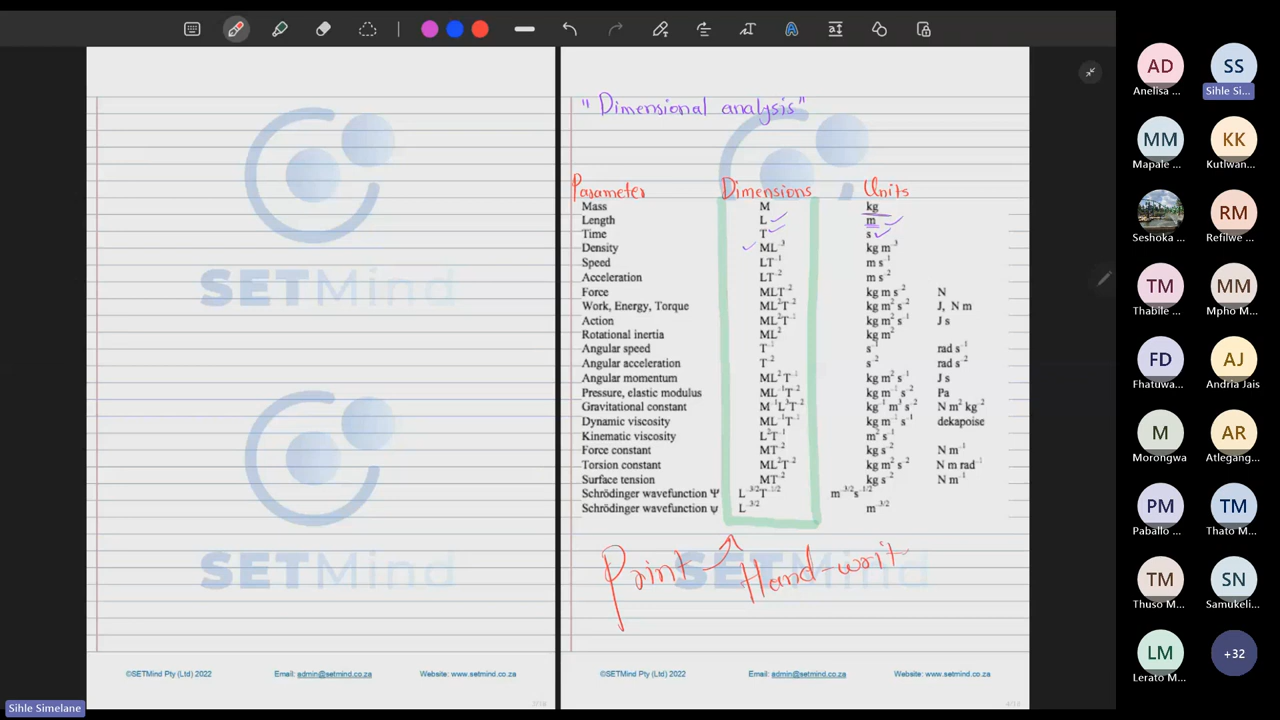 "Dimensional analysis"
Parameter Dimensions Units
Mass M kg
Length L m
Time T s
Density ML⁻³ kg m⁻³
Speed LT⁻¹ m s⁻¹
Acceleration LT⁻² m s⁻²
Force MLT⁻² kg m s⁻² N
Work, Energy, Torque ML²T⁻² kg m² s⁻² J, N m
Action ML²T⁻¹ kg m² s⁻¹ J s
Rotational inertia ML² kg m²
Angular speed T⁻¹ s⁻¹ rad s⁻¹
Angular acceleration T⁻² s⁻² rad s⁻²
Angular momentum ML²T⁻¹ kg m² s⁻¹ J s
Pressure, elastic modulus ML⁻¹T⁻² kg m⁻¹ s⁻² Pa
Gravitational constant M⁻¹L³T⁻² kg⁻¹ m³ s⁻² N m² kg⁻²
Dynamic viscosity ML⁻¹T⁻¹ kg m⁻¹ s⁻¹ dekapoise
Kinematic viscosity L²T⁻¹ m² s⁻¹
Force constant MT⁻² kg s⁻² N m⁻¹
Torsion constant ML²T⁻² kg m² s⁻² N m rad⁻¹
Surface tension MT⁻² kg s⁻² N m⁻¹
Schrödinger wavefunction Ψ L⁻³/²T⁻¹/² m⁻³/²s⁻¹/²
Schrödinger wavefunction ψ L⁻³/² m⁻³/²
Print Hand-writ
SETMind
SETMind
SETMind
SETMind
©SETMind Pty (Ltd) 2022 Email: admin@setmind.co.za Website: www.setmind.co.za
©SETMind Pty (Ltd) 2022 Email: admin@setmind.co.za Website: www.setmind.co.za
Sihle Simelane
AD SS
Anelisa ... Sihle Si...
MM KK
Mapale ... Kutlwan...
RM
Seshoka ... Refilwe ...
TM MM
Thabile ... Mpho M...
FD AJ
Fhatuwa... Andria Jais
M AR
Morongwa Atlegang...
PM TM
Paballo ... Thato M...
TM SN
Thuso M... Samukeli...
LM +32
Lerato M...